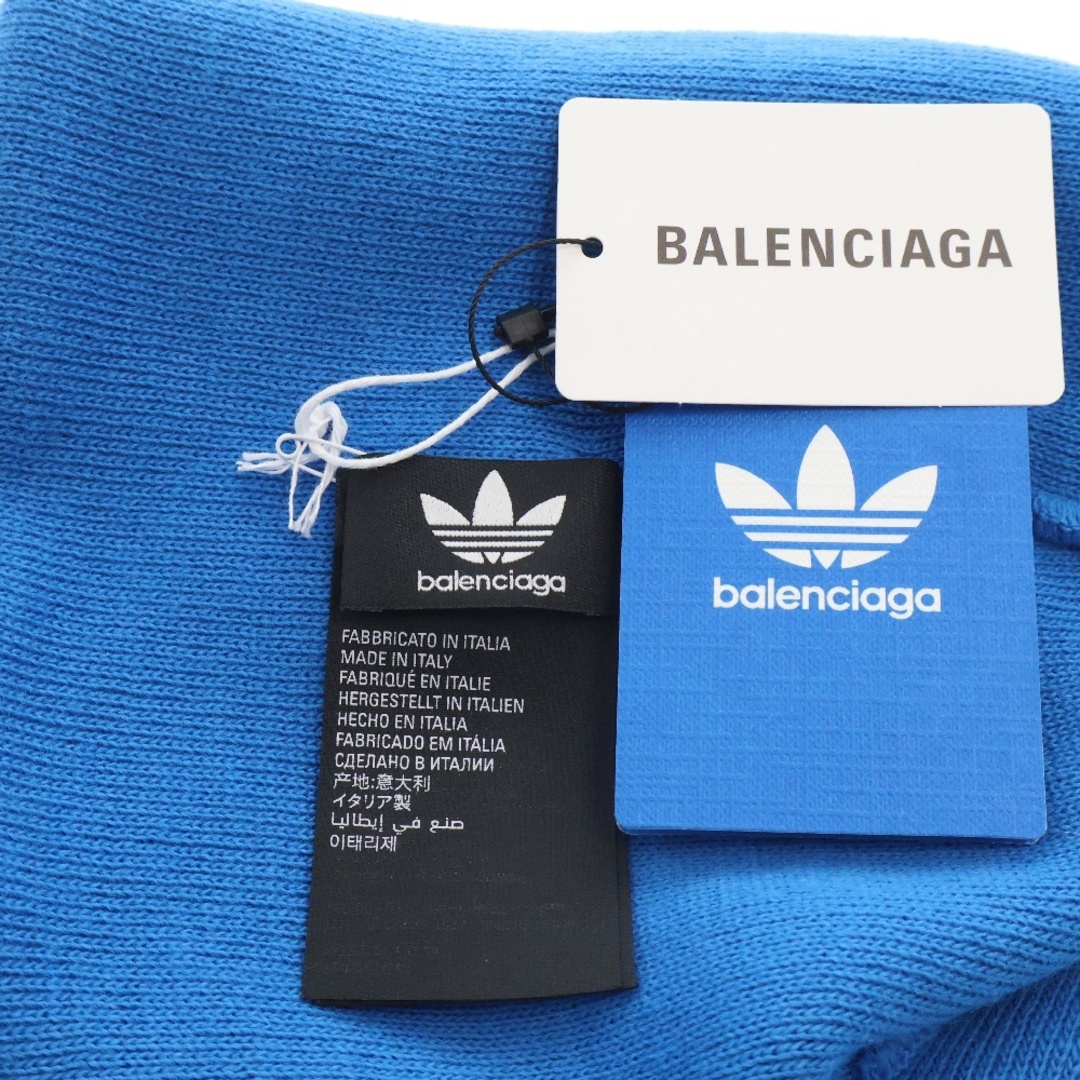 BALENCIAGA
balenciaga
balenciaga
FABBRICATO IN ITALIA
MADE IN ITALY
FABRIQUÉ EN ITALIE
HERGESTELLT IN ITALIEN
HECHO EN ITALIA
FABRICADO EM ITÁLIA
СДЕЛАНО В ИТАЛИИ
产地:意大利
イタリア製
صنع في إيطاليا
이태리제